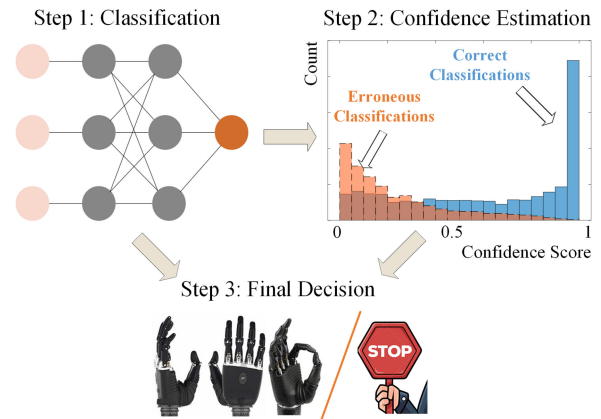 Step 1: Classification
Step 2: Confidence Estimation
Count
Correct
Classifications
Erroneous
Classifications
0
0.5
1
Confidence Score
Step 3: Final Decision
STOP